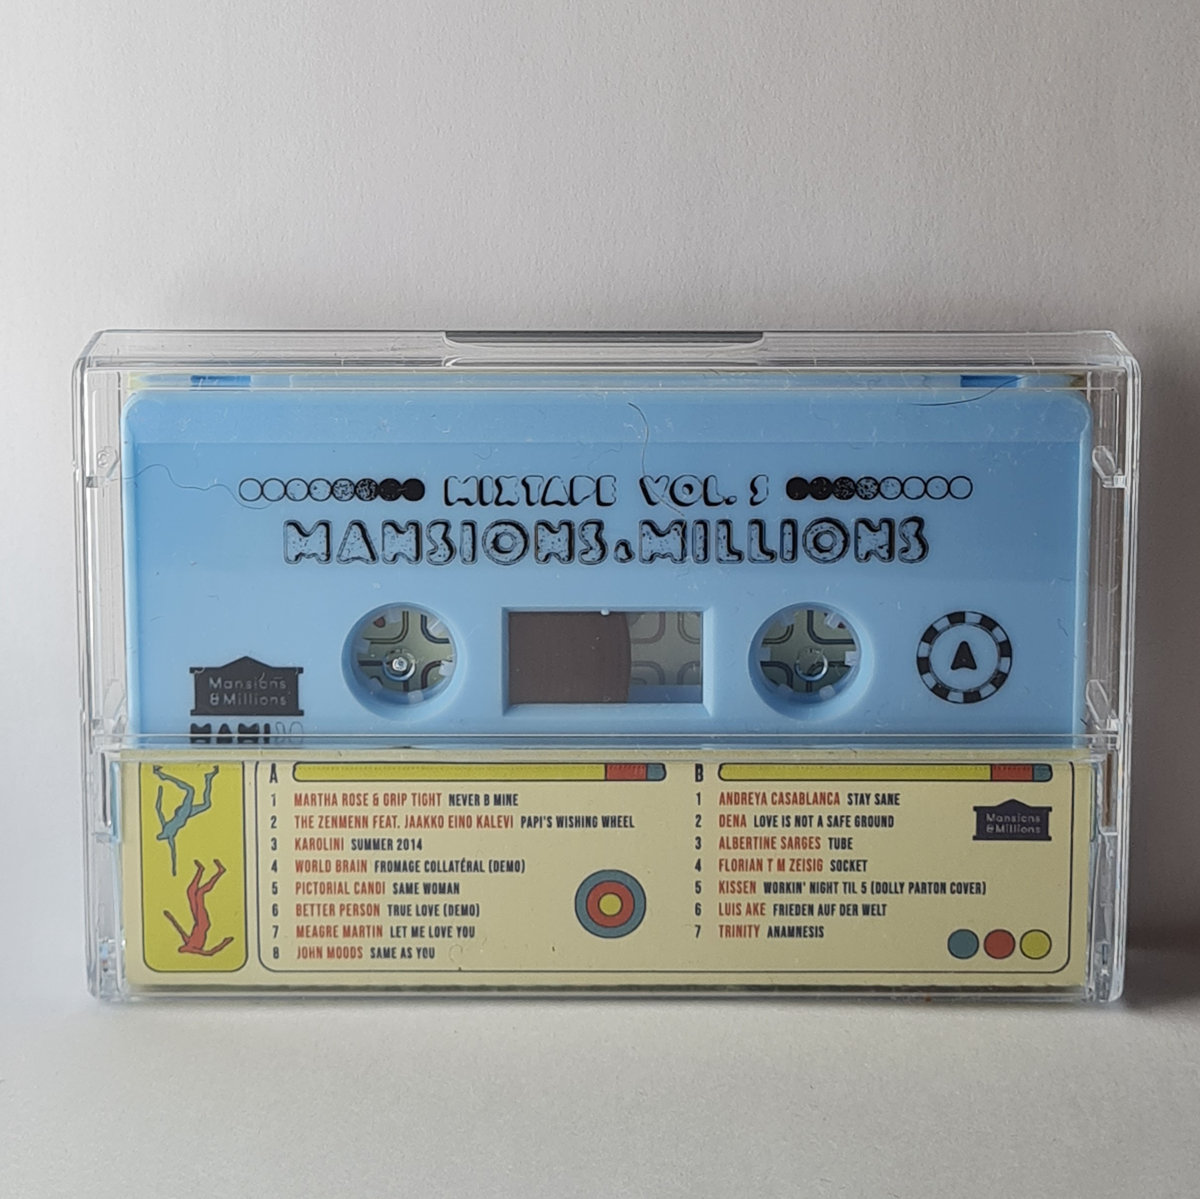 MIXTAPE VOL. 5
MANSIONS & MILLIONS
A
Mansions
& Millions
A
1 MARTHA ROSE & GRIP TIGHT NEVER B MINE
2 THE ZENMENN FEAT. JAAKKO EINO KALEVI PAPI'S WISHING WHEEL
3 KAROLINI SUMMER 2014
4 WORLD BRAIN FROMAGE COLLATÉRAL (DEMO)
5 PICTORIAL CANDI SAME WOMAN
6 BETTER PERSON TRUE LOVE (DEMO)
7 MEAGRE MARTIN LET ME LOVE YOU
8 JOHN MOODS SAME AS YOU
B
1 ANDREYA CASABLANCA STAY SANE
2 DENA LOVE IS NOT A SAFE GROUND
3 ALBERTINE SARGES TUBE
4 FLORIAN T M ZEISIG SOCKET
5 KISSEN WORKIN' NIGHT TIL 5 (DOLLY PARTON COVER)
6 LUIS AKE FRIEDEN AUF DER WELT
7 TRINITY ANAMNESIS
Mansions
& Millions